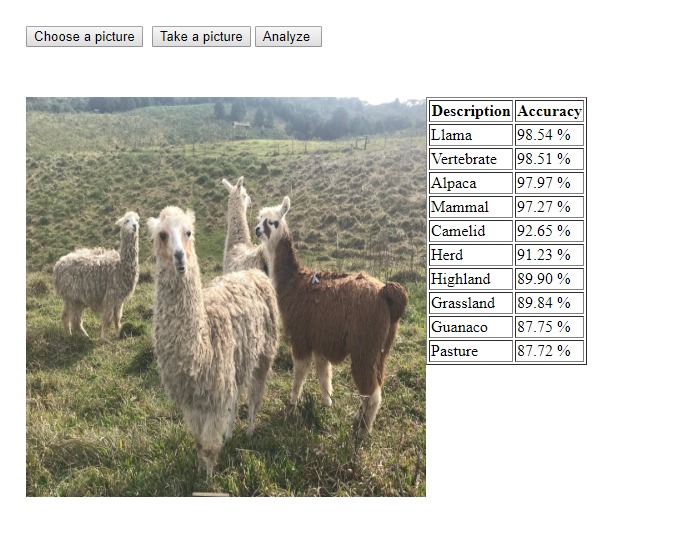 Choose a picture Take a picture Analyze
Description Accuracy
Llama 98.54 %
Vertebrate 98.51 %
Alpaca 97.97 %
Mammal 97.27 %
Camelid 92.65 %
Herd 91.23 %
Highland 89.90 %
Grassland 89.84 %
Guanaco 87.75 %
Pasture 87.72 %